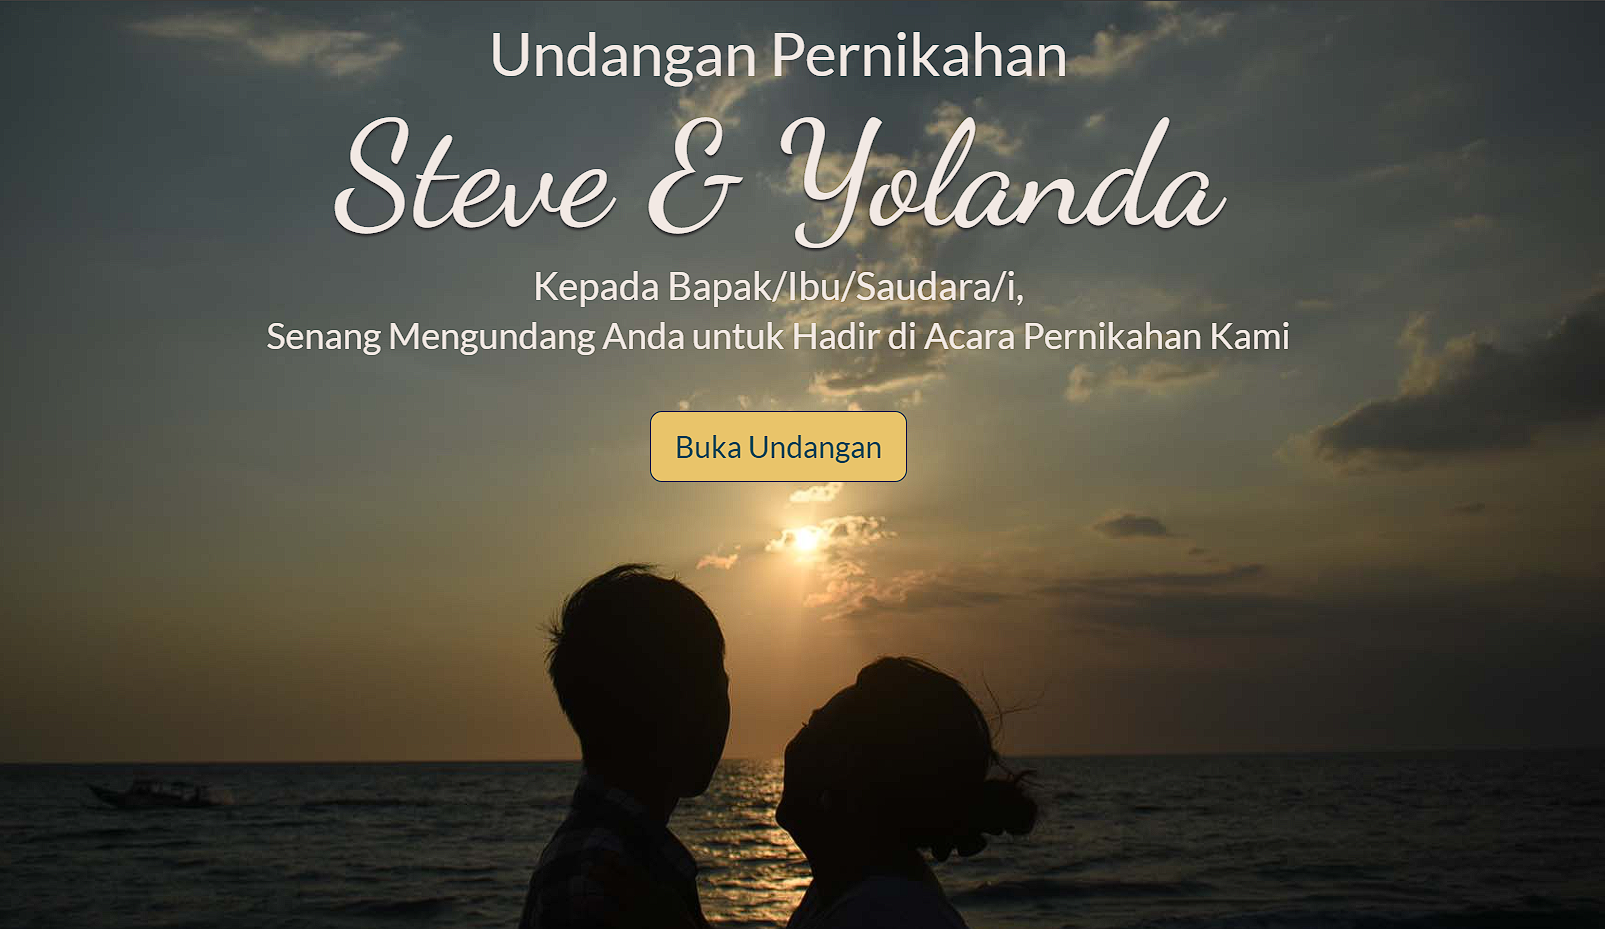 Undangan Pernikahan
Steve & Yolanda
Kepada Bapak/Ibu/Saudara/i,
Senang Mengundang Anda untuk Hadir di Acara Pernikahan Kami
Buka Undangan